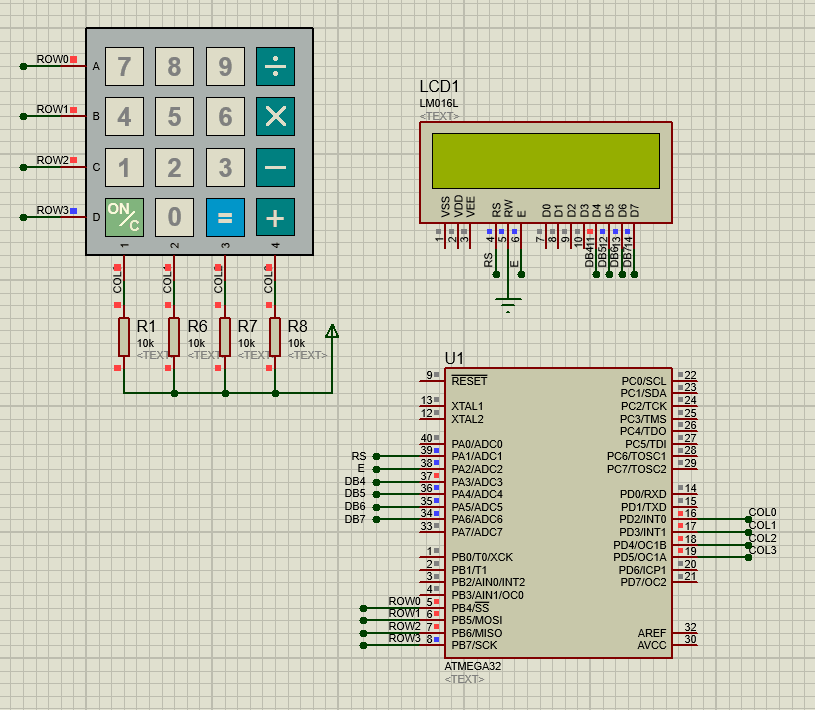 ROW0
A
7
8
9
÷
ROW1
B
4
5
6
×
ROW2
C
1
2
3
−
ROW3
D
ON/C
0
=
+
1
2
3
4
COL
COL
COL
COL
R1
10k
<TEXT>
R6
10k
<TEXT>
R7
10k
<TEXT>
R8
10k
<TEXT>
LCD1
LM016L
<TEXT>
VSS
VDD
VEE
RS
RW
E
D0
D1
D2
D3
D4
D5
D6
D7
1
2
3
4
5
6
7
8
9
10
11
12
13
14
RS
E
DB4
DB5
DB6
DB7
U1
9
RESET
13
XTAL1
12
XTAL2
40
PA0/ADC0
RS
39
PA1/ADC1
E
38
PA2/ADC2
DB4
37
PA3/ADC3
DB5
36
PA4/ADC4
DB6
35
PA5/ADC5
DB7
34
PA6/ADC6
33
PA7/ADC7
1
PB0/T0/XCK
2
PB1/T1
3
PB2/AIN0/INT2
4
PB3/AIN1/OC0
ROW0
5
PB4/SS
ROW1
6
PB5/MOSI
ROW2
7
PB6/MISO
ROW3
8
PB7/SCK
PC0/SCL
22
PC1/SDA
23
PC2/TCK
24
PC3/TMS
25
PC4/TDO
26
PC5/TDI
27
PC6/TOSC1
28
PC7/TOSC2
29
PD0/RXD
14
PD1/TXD
15
PD2/INT0
16
COL0
PD3/INT1
17
COL1
PD4/OC1B
18
COL2
PD5/OC1A
19
COL3
PD6/ICP1
20
PD7/OC2
21
AREF
32
AVCC
30
ATMEGA32
<TEXT>